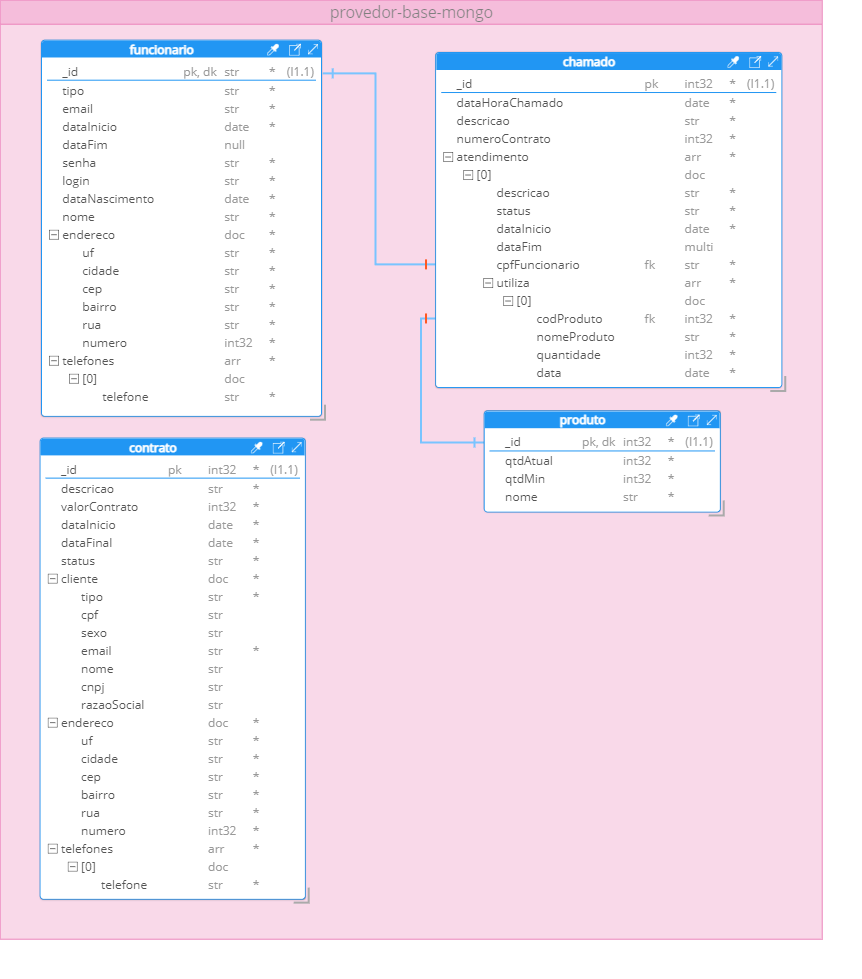 provedor-base-mongo
funcionario
_id pk, dk str * (I1.1)
tipo str *
email str *
dataInicio date *
dataFim null
senha str *
login str *
dataNascimento date *
nome str *
endereco doc *
uf str *
cidade str *
cep str *
bairro str *
rua str *
numero int32 *
telefones arr *
[0] doc
telefone str *
chamado
_id pk int32 * (I1.1)
dataHoraChamado date *
descricao str *
numeroContrato int32 *
atendimento arr *
[0] doc
descricao str *
status str *
dataInicio date *
dataFim multi
cpfFuncionario fk str *
utiliza arr *
[0] doc
codProduto fk int32 *
nomeProduto str *
quantidade int32 *
data date *
produto
_id pk, dk int32 * (I1.1)
qtdAtual int32 *
qtdMin int32 *
nome str *
contrato
_id pk int32 * (I1.1)
descricao str *
valorContrato int32 *
dataInicio date *
dataFinal date *
status str *
cliente doc *
tipo str *
cpf str
sexo str
email str *
nome str
cnpj str
razaoSocial str
endereco doc *
uf str *
cidade str *
cep str *
bairro str *
rua str *
numero int32 *
telefones arr *
[0] doc
telefone str *